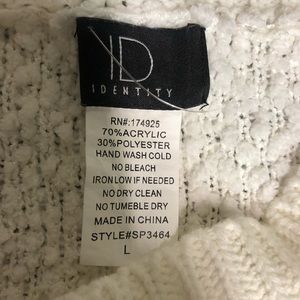 ID
IDENTITY
RN#:174925
70%ACRYLIC
30%POLYESTER
HAND WASH COLD
NO BLEACH
IRON LOW IF NEEDED
NO DRY CLEAN
NO TUMBLE DRY
MADE IN CHINA
STYLE#SP3464
L